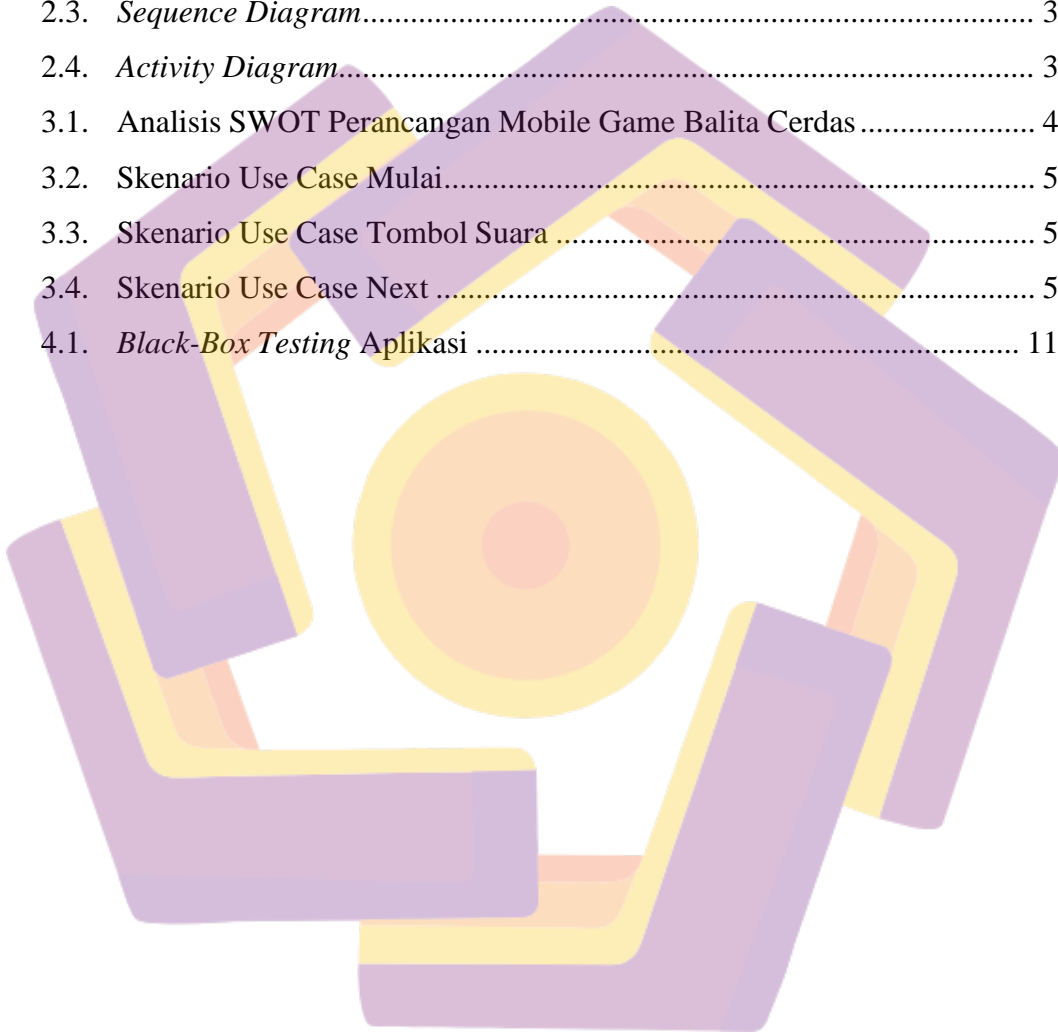 2.3. Sequence Diagram.................................................................................... 3
2.4. Activity Diagram....................................................................................... 3
3.1. Analisis SWOT Perancangan Mobile Game Balita Cerdas..................... 4
3.2. Skenario Use Case Mulai.......................................................................... 5
3.3. Skenario Use Case Tombol Suara ............................................................ 5
3.4. Skenario Use Case Next ........................................................................... 5
4.1. Black-Box Testing Aplikasi .................................................................... 11